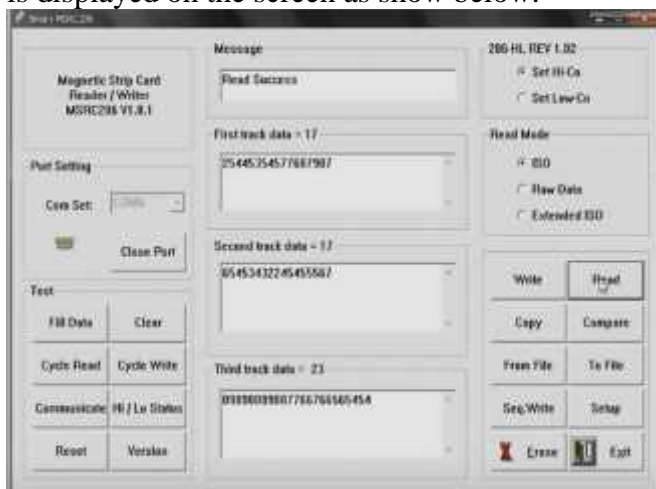 is displayed on the screen as show below.
Magnetic Strip Card
Reader / Writer
MSRC206 V1.0.1
Port Setting
Com Set:
Close Port
Test
Fill Data
Clear
Cycle Read
Cycle Write
Communicate
Hi / Lo Status
Reset
Version
Message
Read Success
First track data = 17
25445354577687987
Second track data = 17
Third track data = 23
206 HL REV 1.02
Set Hi-Co
Set Low-Co
Read Mode
ISO
Raw Data
Extended ISO
Write
Read
Copy
Compare
From File
To File
Seq.Write
Setup
Erase
Exit